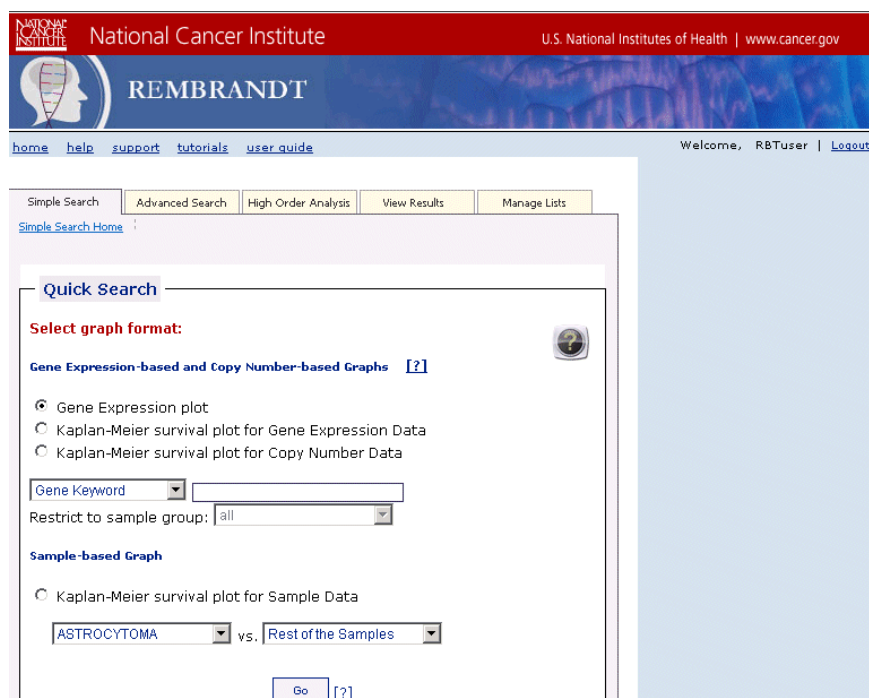 NATIONAL CANCER INSTITUTE National Cancer Institute U.S. National Institutes of Health | www.cancer.gov
REMBRANDT
home help support tutorials user guide Welcome, RBTuser | Logout
Simple Search Advanced Search High Order Analysis View Results Manage Lists
Simple Search Home
Quick Search
Select graph format:
Gene Expression-based and Copy Number-based Graphs [?]
Gene Expression plot
Kaplan-Meier survival plot for Gene Expression Data
Kaplan-Meier survival plot for Copy Number Data
Gene Keyword
Restrict to sample group: all
Sample-based Graph
Kaplan-Meier survival plot for Sample Data
ASTROCYTOMA vs. Rest of the Samples
Go [?]